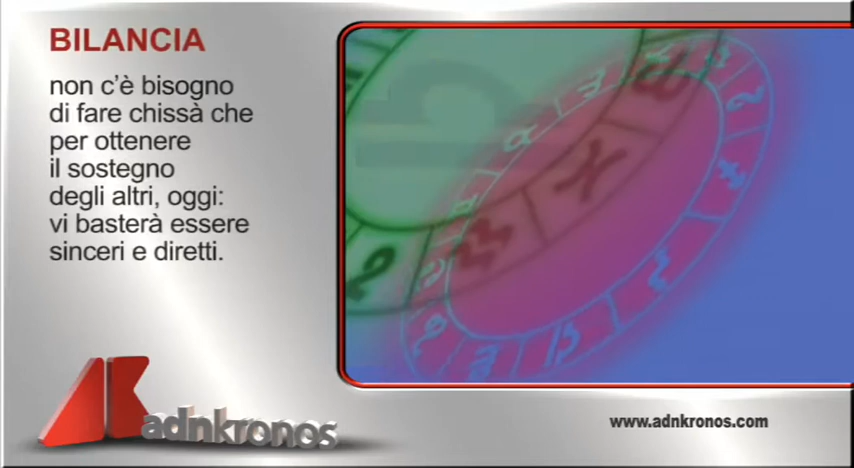 BILANCIA
non c'è bisogno
di fare chissà che
per ottenere
il sostegno
degli altri, oggi:
vi basterà essere
sinceri e diretti.
adnkronos
www.adnkronos.com